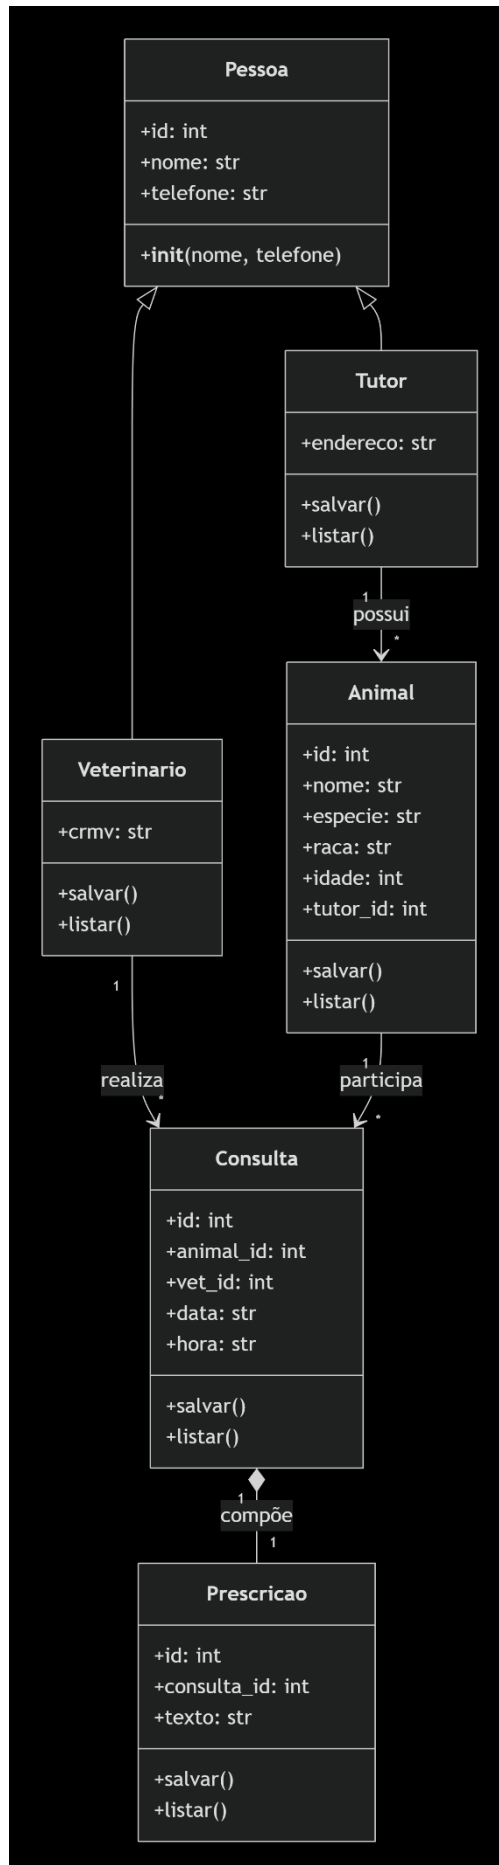 Pessoa
+id: int
+nome: str
+telefone: str
+init(nome, telefone)
Tutor
+endereco: str
+salvar()
+listar()
1
possui
*
Animal
+id: int
+nome: str
+especie: str
+raca: str
+idade: int
+tutor_id: int
+salvar()
+listar()
Veterinario
+crmv: str
+salvar()
+listar()
1
realiza
*
1
participa
*
Consulta
+id: int
+animal_id: int
+vet_id: int
+data: str
+hora: str
+salvar()
+listar()
1
compõe
1
Prescricao
+id: int
+consulta_id: int
+texto: str
+salvar()
+listar()